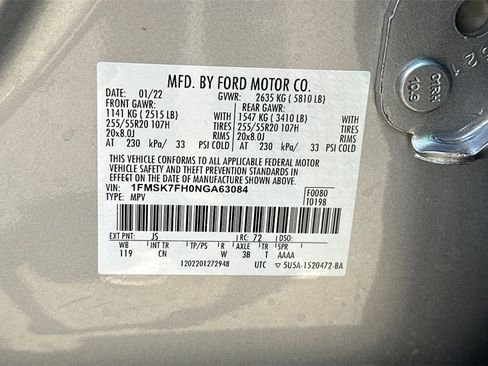 MFD. BY FORD MOTOR CO.
DATE: 01/22 GVWR: 2635 KG ( 5810 LB)
FRONT GAWR: REAR GAWR:
1141 KG ( 2515 LB) WITH 1547 KG ( 3410 LB) WITH
255/55R20 107H TIRES 255/55R20 107H TIRES
20x8.0J RIMS 20x8.0J RIMS
AT 230 kPa/ 33 PSI COLD AT 230 kPa/ 33 PSI COLD
THIS VEHICLE CONFORMS TO ALL APPLICABLE FEDERAL MOTOR
VEHICLE SAFETY AND THEFT PREVENTION STANDARDS IN EFFECT ON
THE DATE OF MANUFACTURE SHOWN ABOVE.
VIN: 1FMSK7FH0NGA63084 F0080
TYPE: MPV T0198
EXT PNT: JS RC: 72 DSO:
WB INT TR TP/PS R AXLE TR SPR
119 CN W 3B T AAAA
1202201272948 UTC 5U5A-1520472-BA
OTRH
10.9